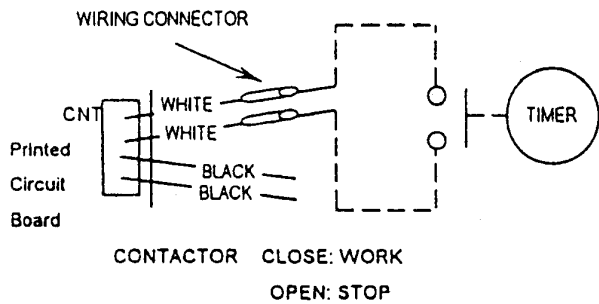 WIRING CONNECTOR
CNT
WHITE
WHITE
TIMER
Printed
Circuit
Board
BLACK
BLACK
CONTACTOR CLOSE: WORK
OPEN: STOP